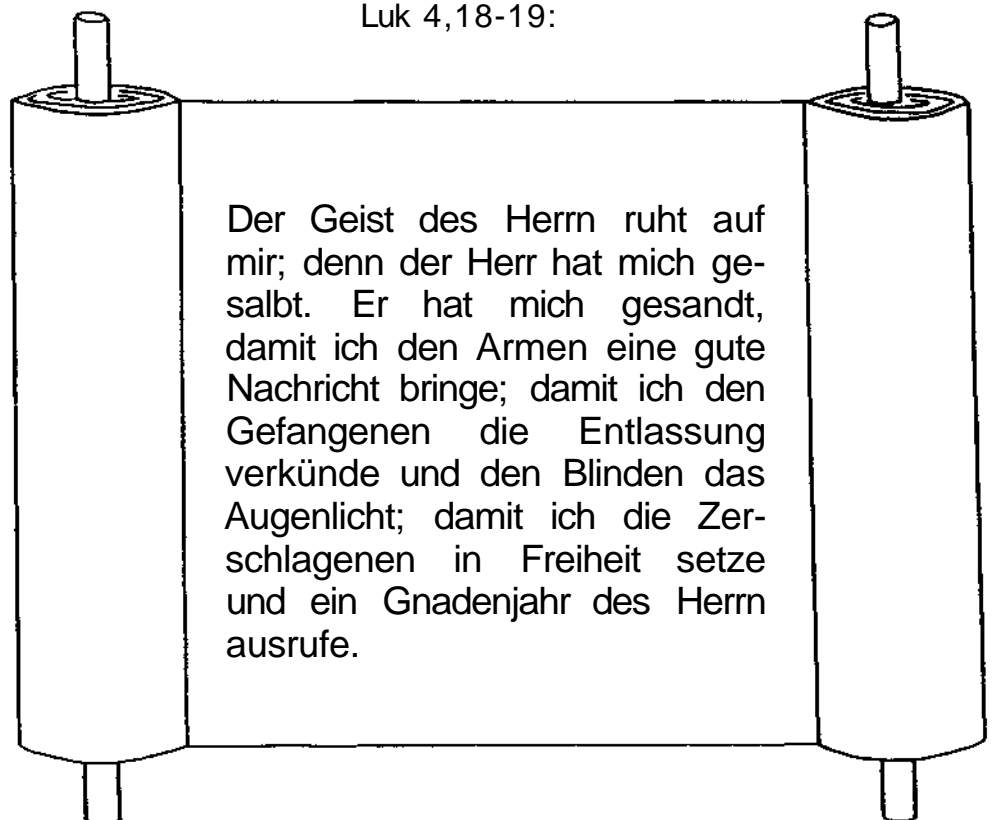 Luk 4,18-19:
Der Geist des Herrn ruht auf
mir; denn der Herr hat mich ge-
salbt. Er hat mich gesandt,
damit ich den Armen eine gute
Nachricht bringe; damit ich den
Gefangenen die Entlassung
verkünde und den Blinden das
Augenlicht; damit ich die Zer-
schlagenen in Freiheit setze
und ein Gnadenjahr des Herrn
ausrufe.